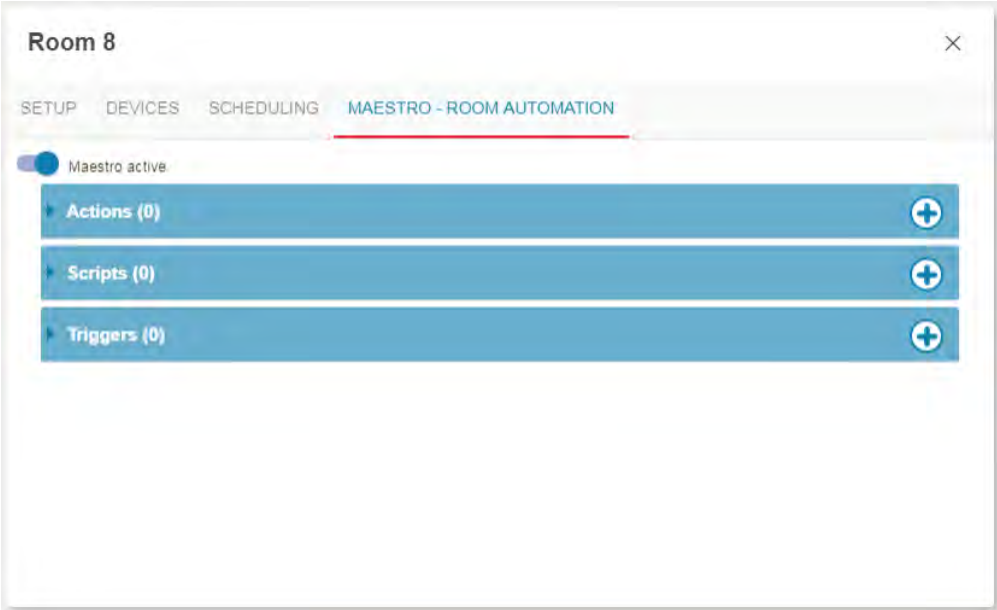 Room 8
SETUP DEVICES SCHEDULING MAESTRO - ROOM AUTOMATION
Maestro active
Actions (0)
Scripts (0)
Triggers (0)